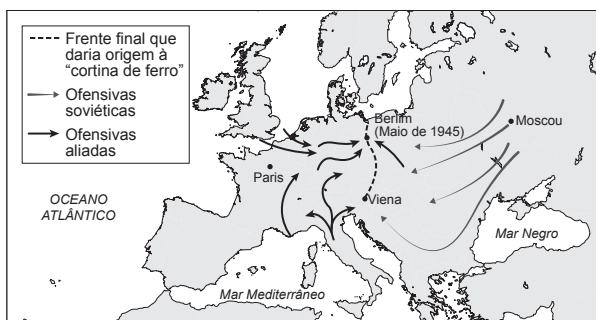 Frente final que
daria origem à
“cortina de ferro”
Ofensivas
soviéticas
Ofensivas
aliadas
Berlim
(Maio de 1945)
Moscou
Paris
OCEANO
ATLÂNTICO
Viena
Mar Negro
Mar Mediterrâneo